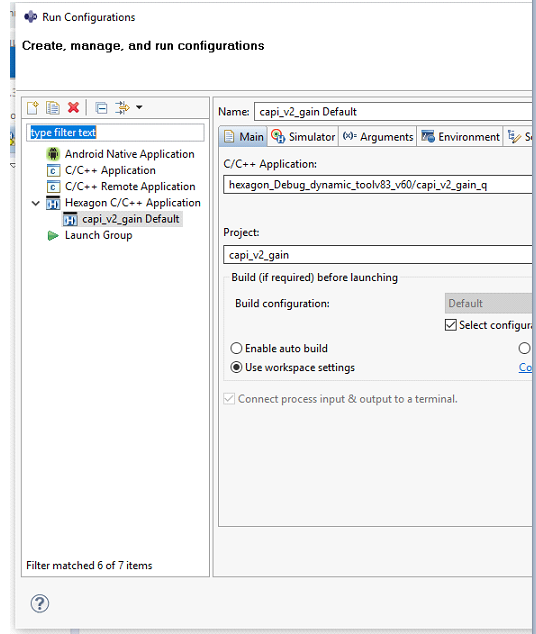 Run Configurations
Create, manage, and run configurations
type filter text
Android Native Application
C/C++ Application
C/C++ Remote Application
Hexagon C/C++ Application
capi_v2_gain Default
Launch Group
Filter matched 6 of 7 items
Name: capi_v2_gain Default
Main Simulator (x)= Arguments Environment
C/C++ Application:
hexagon_Debug_dynamic_toolv83_v60/capi_v2_gain_q
Project:
capi_v2_gain
Build (if required) before launching
Build configuration: Default
Select configura
Enable auto build
Use workspace settings Co
Connect process input & output to a terminal.